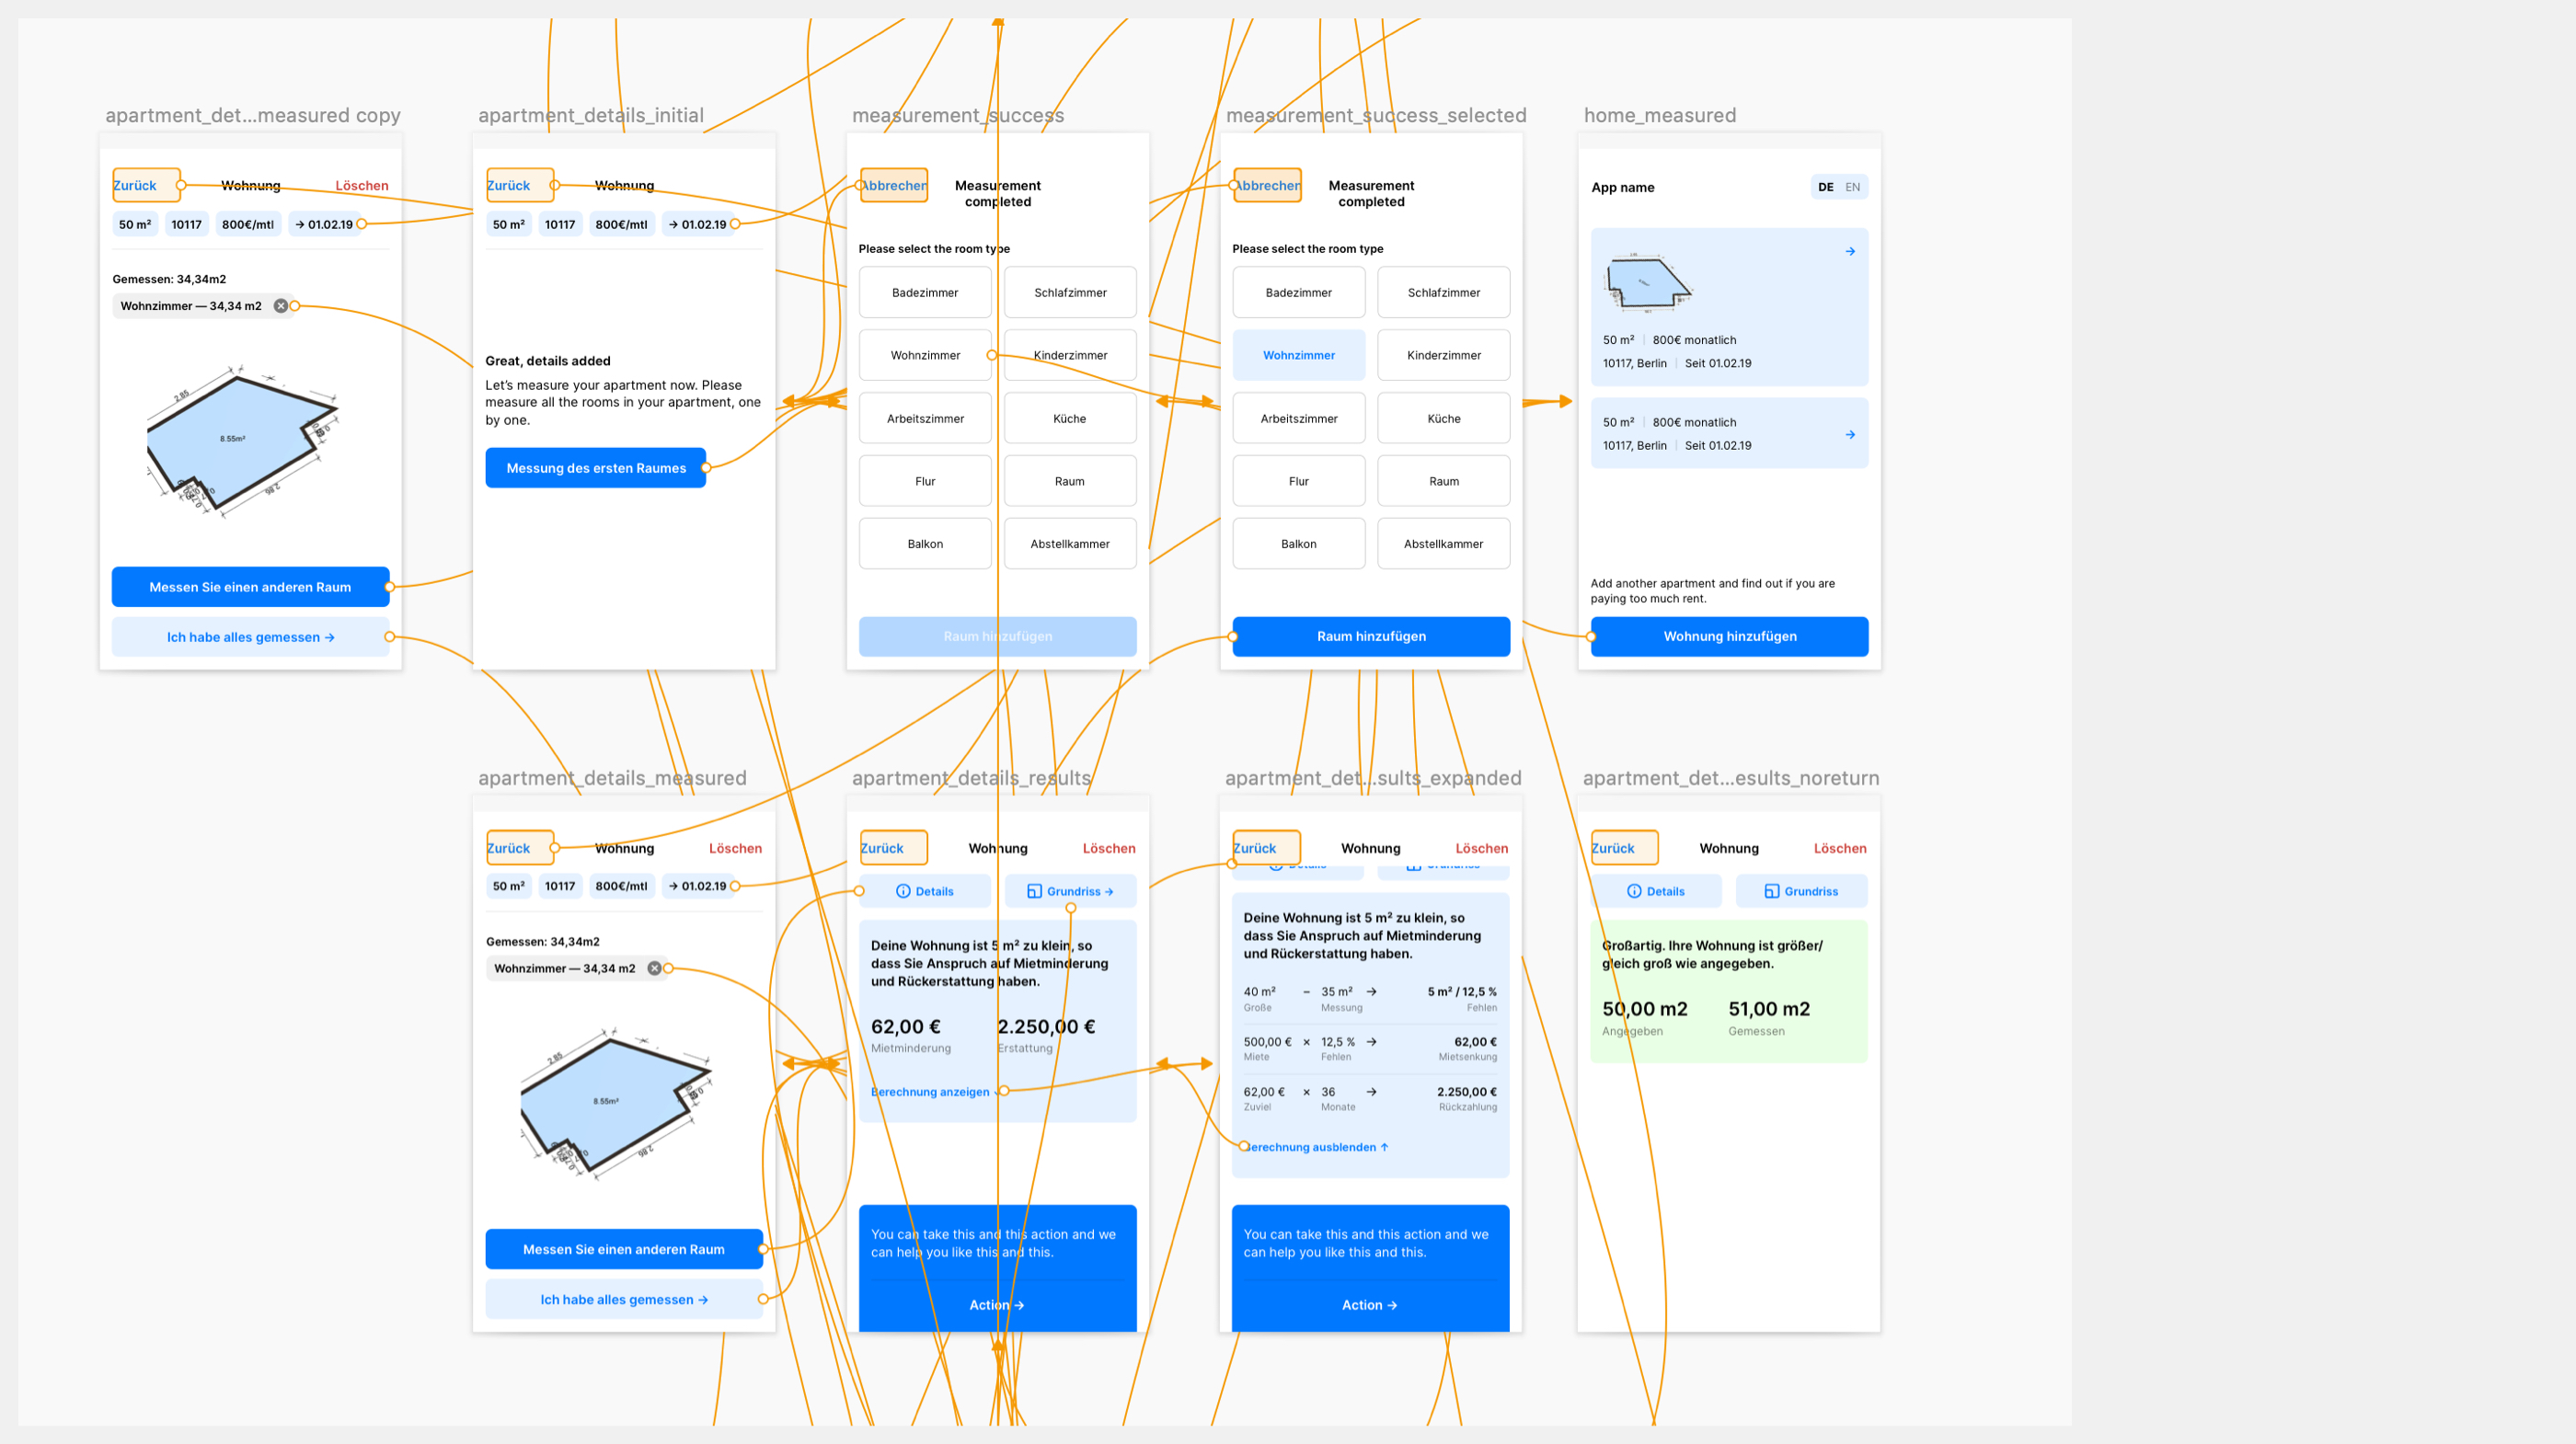 apartment_det...measured copy
Zurück
Wohnung
Löschen
50 m²
10117
800€/mtl
→ 01.02.19
Gemessen: 34,34m2
Wohnzimmer — 34,34 m2
2.85
8.55m²
2.86
Messen Sie einen anderen Raum
Ich habe alles gemessen →
apartment_details_initial
Zurück
Wohnung
50 m²
10117
800€/mtl
→ 01.02.19
Great, details added
Let's measure your apartment now. Please
measure all the rooms in your apartment, one
by one.
Messung des ersten Raumes
measurement_success
Abbrechen
Measurement
completed
Please select the room type
Badezimmer
Schlafzimmer
Wohnzimmer
Kinderzimmer
Arbeitszimmer
Küche
Flur
Raum
Balkon
Abstellkammer
Raum hinzufügen
measurement_success_selected
Abbrechen
Measurement
completed
Please select the room type
Badezimmer
Schlafzimmer
Wohnzimmer
Kinderzimmer
Arbeitszimmer
Küche
Flur
Raum
Balkon
Abstellkammer
Raum hinzufügen
home_measured
App name
DE EN
→
50 m² | 800€ monatlich
10117, Berlin | Seit 01.02.19
50 m² | 800€ monatlich
→
10117, Berlin | Seit 01.02.19
Add another apartment and find out if you are
paying too much rent.
Wohnung hinzufügen
apartment_details_measured
Zurück
Wohnung
Löschen
50 m²
10117
800€/mtl
→ 01.02.19
Gemessen: 34,34m2
Wohnzimmer — 34,34 m2
2.85
8.55m²
2.86
Messen Sie einen anderen Raum
Ich habe alles gemessen →
apartment_details_results
Zurück
Wohnung
Löschen
Details
Grundriss →
Deine Wohnung ist 5 m² zu klein, so
dass Sie Anspruch auf Mietminderung
und Rückerstattung haben.
62,00 €
2.250,00 €
Mietminderung
Erstattung
Berechnung anzeigen
You can take this and this action and we
can help you like this and this.
Action →
apartment_det...sults_expanded
Zurück
Wohnung
Löschen
Details
Grundriss
Deine Wohnung ist 5 m² zu klein, so
dass Sie Anspruch auf Mietminderung
und Rückerstattung haben.
40 m² – 35 m² → 5 m² / 12,5 %
Große Messung Fehlen
500,00 € × 12,5 % → 62,00 €
Miete Fehlen Mietsenkung
62,00 € × 36 → 2.250,00 €
Zuviel Monate Rückzahlung
Berechnung ausblenden ↑
You can take this and this action and we
can help you like this and this.
Action →
apartment_det...esults_noreturn
Zurück
Wohnung
Löschen
Details
Grundriss
Großartig. Ihre Wohnung ist größer/
gleich groß wie angegeben.
50,00 m2
51,00 m2
Angegeben
Gemessen